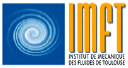 IMFT
INSTITUT DE MECANIQUE
DES FLUIDES DE TOULOUSE